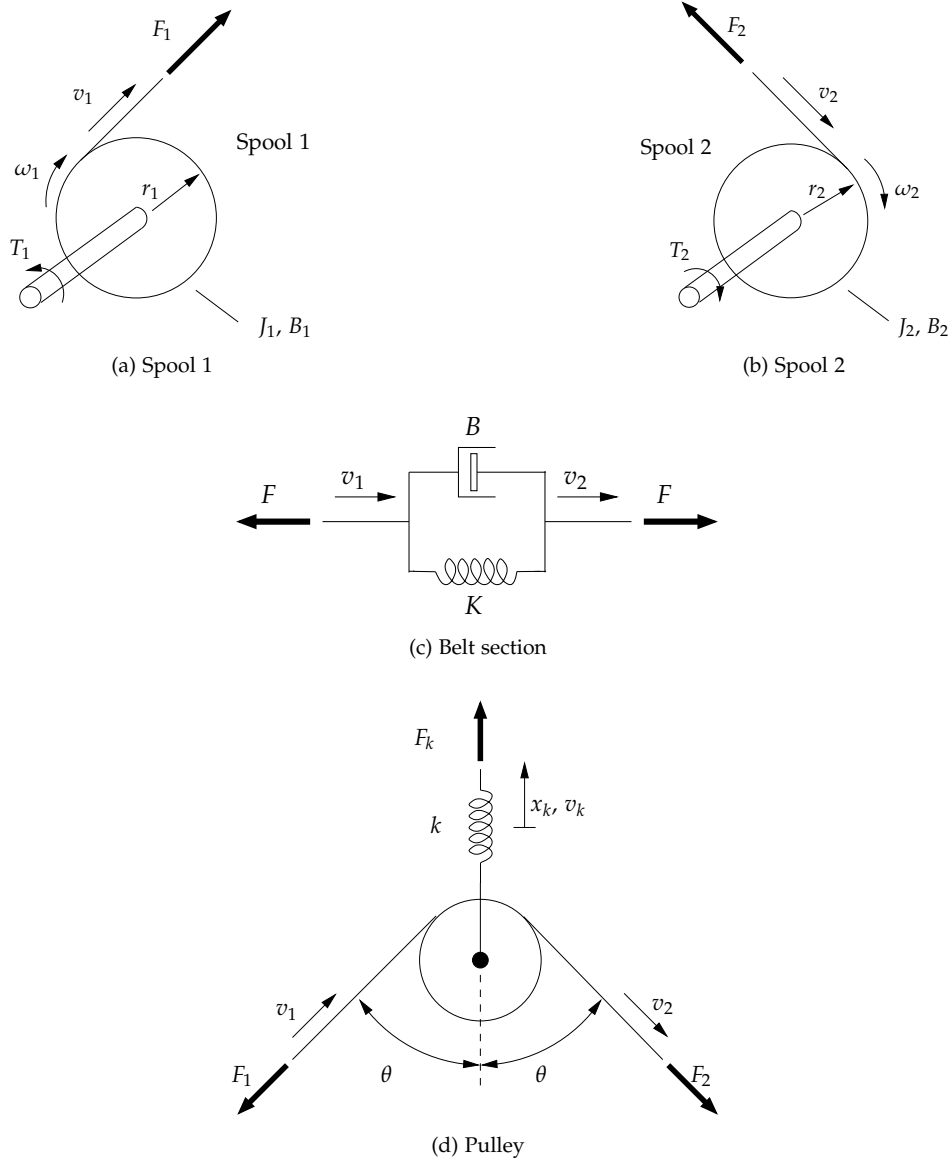 F₁
v₁
ω₁
Spool 1
r₁
T₁
J₁, B₁
(a) Spool 1
F₂
v₂
Spool 2
r₂
ω₂
T₂
J₂, B₂
(b) Spool 2
B
v₁
v₂
F
F
K
(c) Belt section
Fₖ
xₖ, vₖ
k
v₁
v₂
F₁
θ
θ
F₂
(d) Pulley